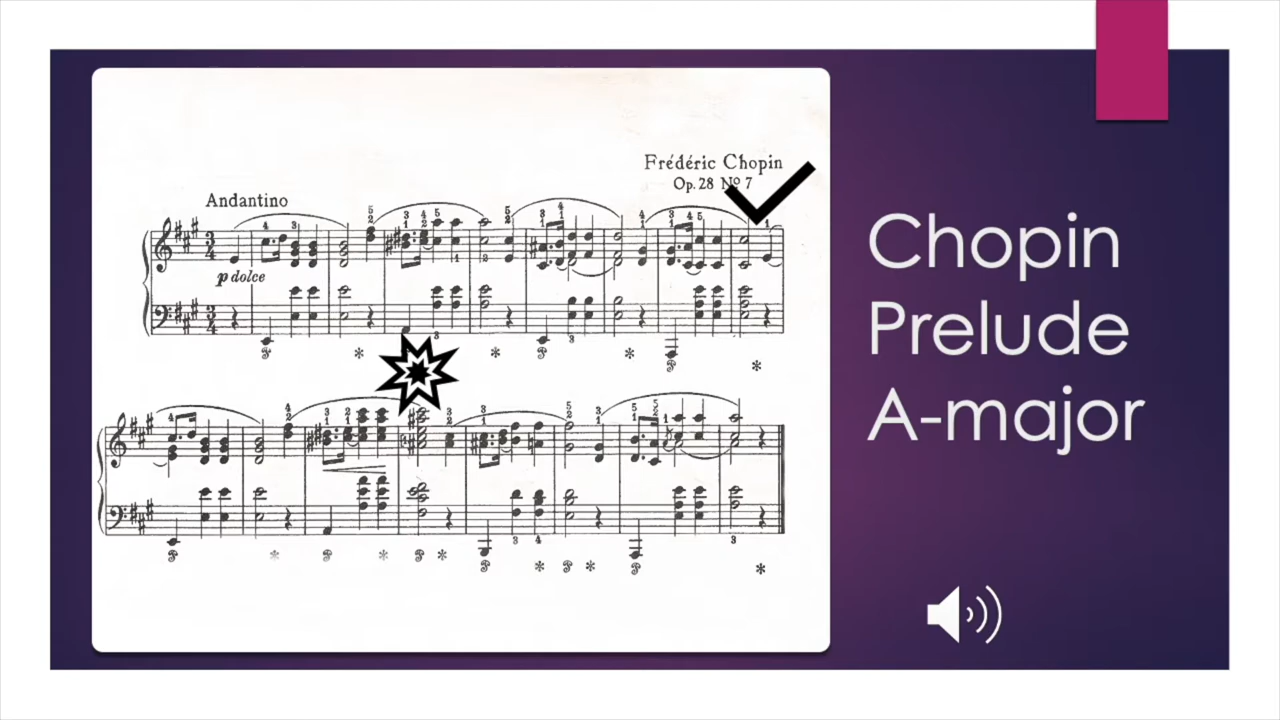 Frédéric Chopin
Op. 28 Nº 7
Andantino
p dolce
Chopin
Prelude
A-major